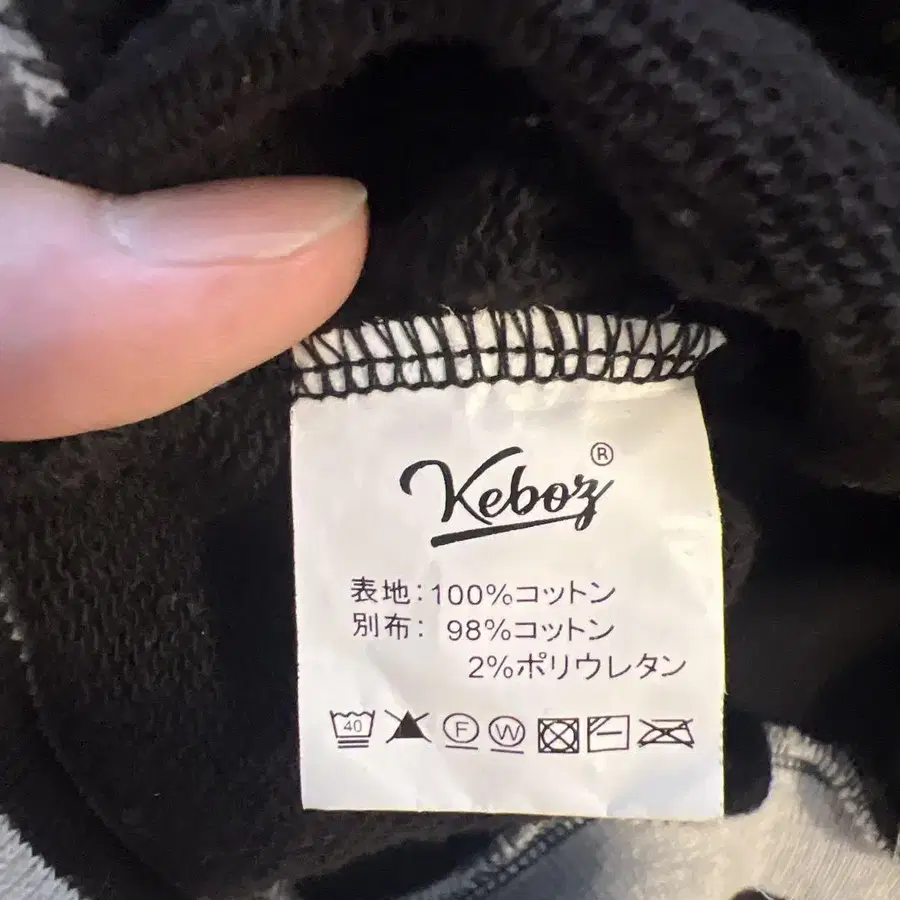 Keboz®
表地:100%コットン
別布: 98%コットン
2%ポリウレタン
40 F W